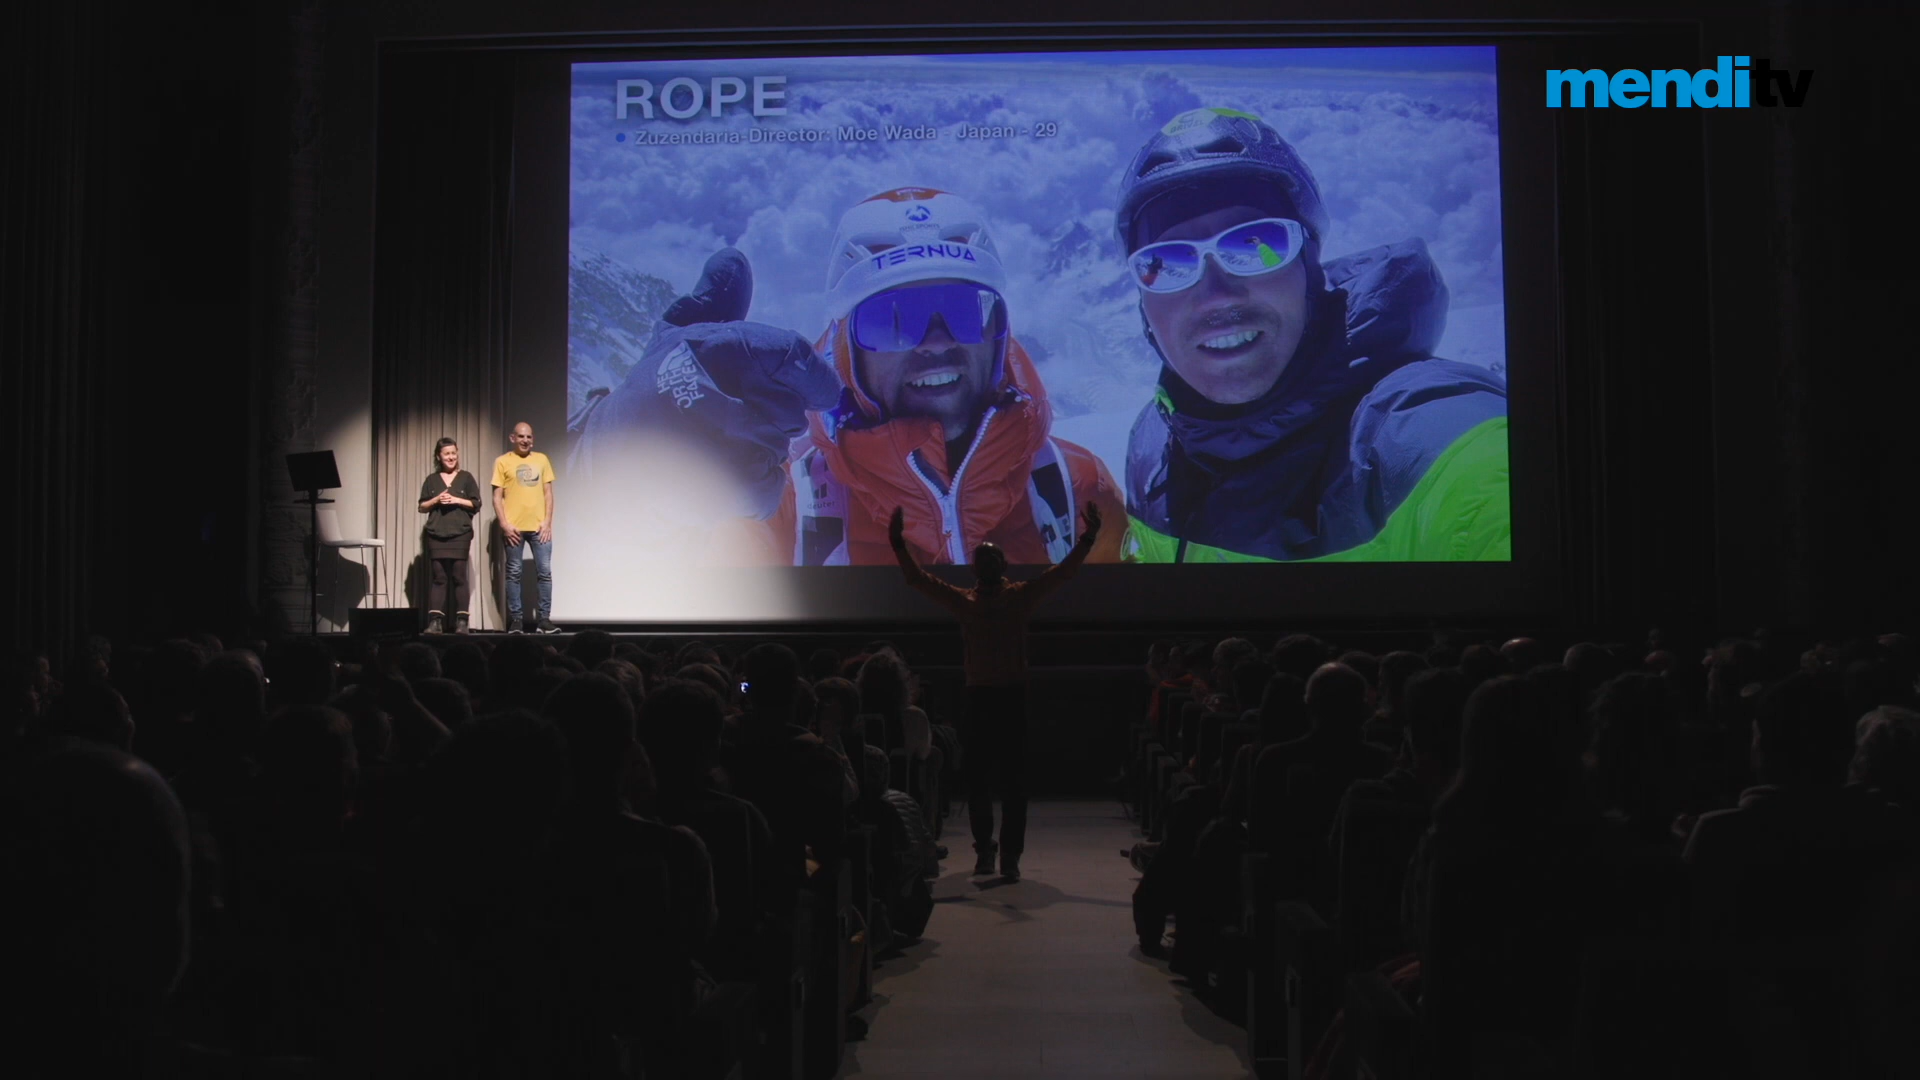 menditv
ROPE
• Zuzendaria-Director: Moe Wada - Japan - 29
TERNUA
THE
NORTH
FACE